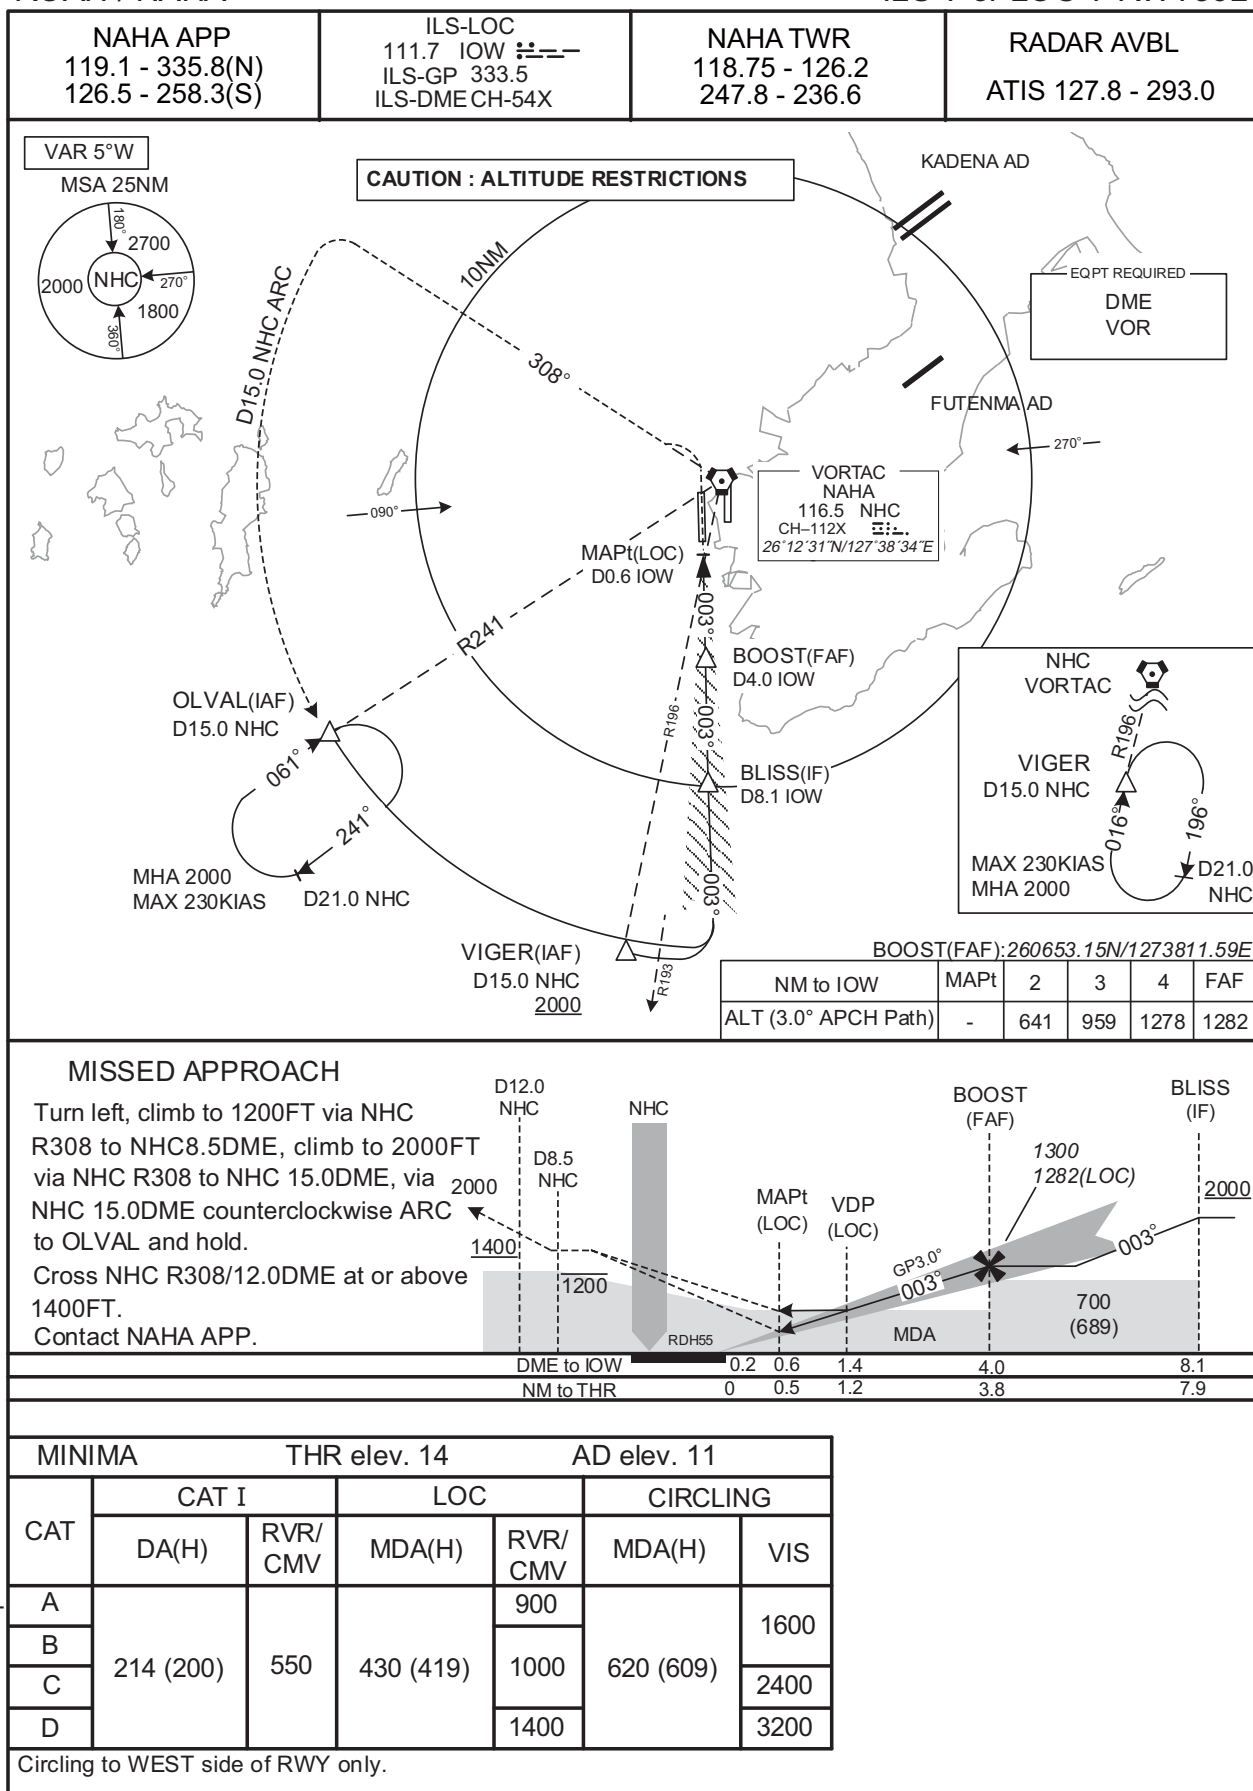 NAHA APP
119.1 - 335.8(N)
126.5 - 258.3(S)
ILS-LOC
111.7 IOW
ILS-GP 333.5
ILS-DME CH-54X
NAHA TWR
118.75 - 126.2
247.8 - 236.6
RADAR AVBL
ATIS 127.8 - 293.0
VAR 5°W
MSA 25NM
180°
2700
2000
NHC
270°
1800
360°
CAUTION : ALTITUDE RESTRICTIONS
KADENA AD
10NM
D15.0 NHC ARC
EQPT REQUIRED
DME
VOR
308°
FUTENMA AD
270°
090°
VORTAC
NAHA
116.5 NHC
CH–112X
26°12´31˝N/127°38´34˝E
MAPt(LOC)
D0.6 IOW
003°
R241
BOOST(FAF)
D4.0 IOW
OLVAL(IAF)
D15.0 NHC
R196
003°
061°
BLISS(IF)
D8.1 IOW
241°
MHA 2000
MAX 230KIAS
D21.0 NHC
003°
VIGER(IAF)
D15.0 NHC
2000
R193
NHC
VORTAC
R196
VIGER
D15.0 NHC
016°
196°
MAX 230KIAS
MHA 2000
D21.0
NHC
BOOST(FAF):260653.15N/1273811.59E
NM to IOW MAPt 2 3 4 FAF
ALT (3.0° APCH Path) - 641 959 1278 1282
MISSED APPROACH
Turn left, climb to 1200FT via NHC
R308 to NHC8.5DME, climb to 2000FT
via NHC R308 to NHC 15.0DME, via
NHC 15.0DME counterclockwise ARC
to OLVAL and hold.
Cross NHC R308/12.0DME at or above
1400FT.
Contact NAHA APP.
D12.0
NHC
D8.5
NHC
NHC
2000
1400
1200
MAPt
(LOC)
VDP
(LOC)
BOOST
(FAF)
1300
1282(LOC)
BLISS
(IF)
2000
GP3.0°
003°
003°
RDH55
MDA
700
(689)
DME to IOW 0.2 0.6 1.4 4.0 8.1
NM to THR 0 0.5 1.2 3.8 7.9
MINIMA THR elev. 14 AD elev. 11
CAT CAT I LOC CIRCLING
DA(H) RVR/CMV MDA(H) RVR/CMV MDA(H) VIS
A 214 (200) 550 430 (419) 900 620 (609) 1600
B 1000
C 2400
D 1400 3200
Circling to WEST side of RWY only.